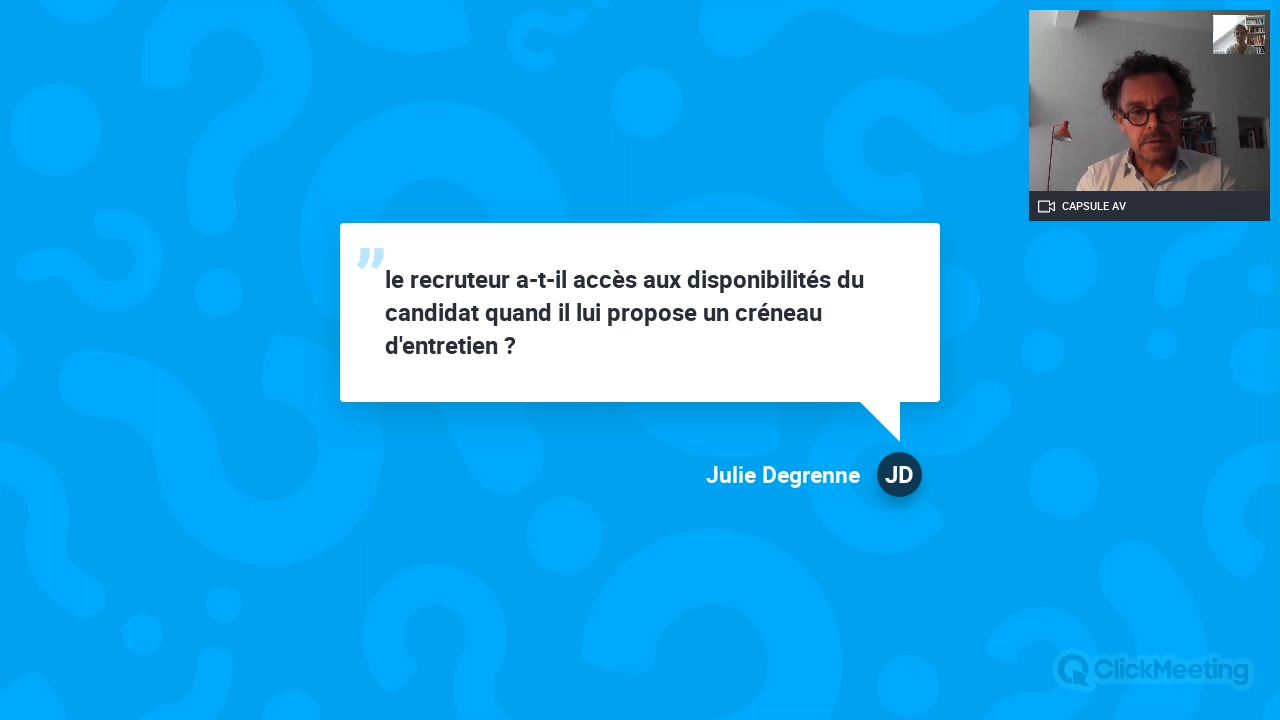 CAPSULE AV
le recruteur a-t-il accès aux disponibilités du
candidat quand il lui propose un créneau
d'entretien ?
Julie Degrenne
JD
ClickMeeting